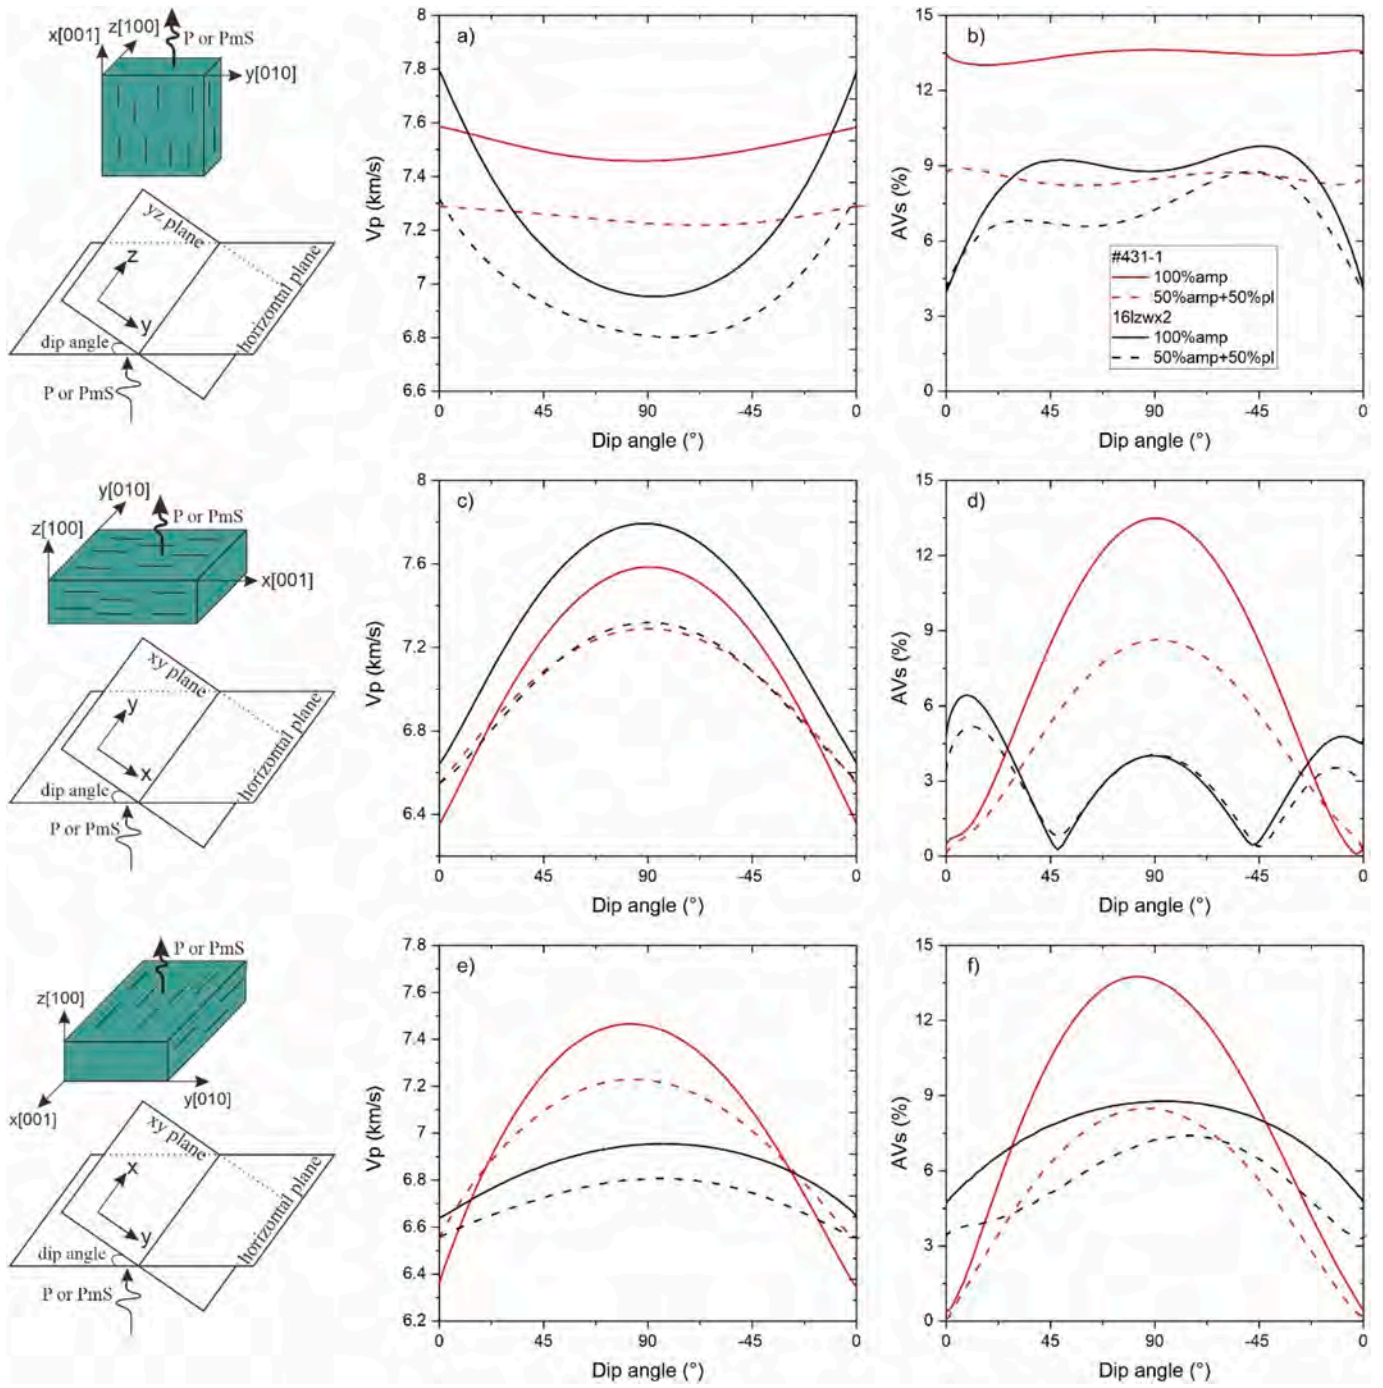 x[001]
z[100]
P or PmS
y[010]
yz plane
z
y
horizontal plane
dip angle
P or PmS
a)
8
7.8
7.6
7.4
7.2
7
6.8
6.6
Vp (km/s)
0
45
90
-45
0
Dip angle (°)
b)
15
12
9
6
3
0
AVs (%)
#431-1
100%amp
50%amp+50%pl
16lzwx2
100%amp
50%amp+50%pl
0
45
90
-45
0
Dip angle (°)
y[010]
P or PmS
z[100]
x[001]
xy plane
y
x
horizontal plane
dip angle
P or PmS
c)
8
7.6
7.2
6.8
6.4
Vp (km/s)
0
45
90
-45
0
Dip angle (°)
d)
15
12
9
6
3
0
AVs (%)
0
45
90
-45
0
Dip angle (°)
P or PmS
z[100]
x[001]
y[010]
xy plane
x
y
horizontal plane
dip angle
P or PmS
e)
7.8
7.6
7.4
7.2
7
6.8
6.6
6.4
6.2
Vp (km/s)
0
45
90
-45
0
Dip angle (°)
f)
15
12
9
6
3
0
AVs (%)
0
45
90
-45
0
Dip angle (°)